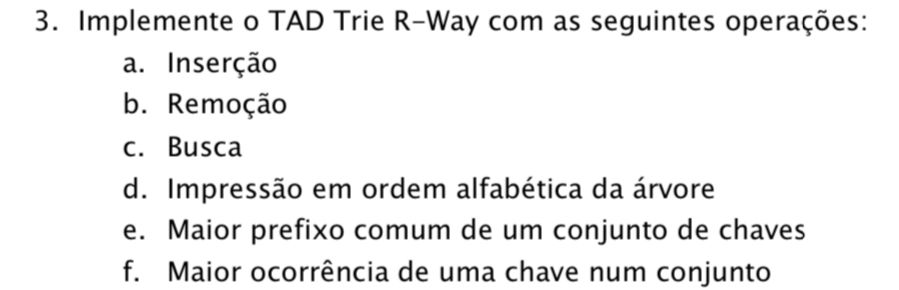 3. Implemente o TAD Trie R-Way com as seguintes operações:
a. Inserção
b. Remoção
c. Busca
d. Impressão em ordem alfabética da árvore
e. Maior prefixo comum de um conjunto de chaves
f. Maior ocorrência de uma chave num conjunto